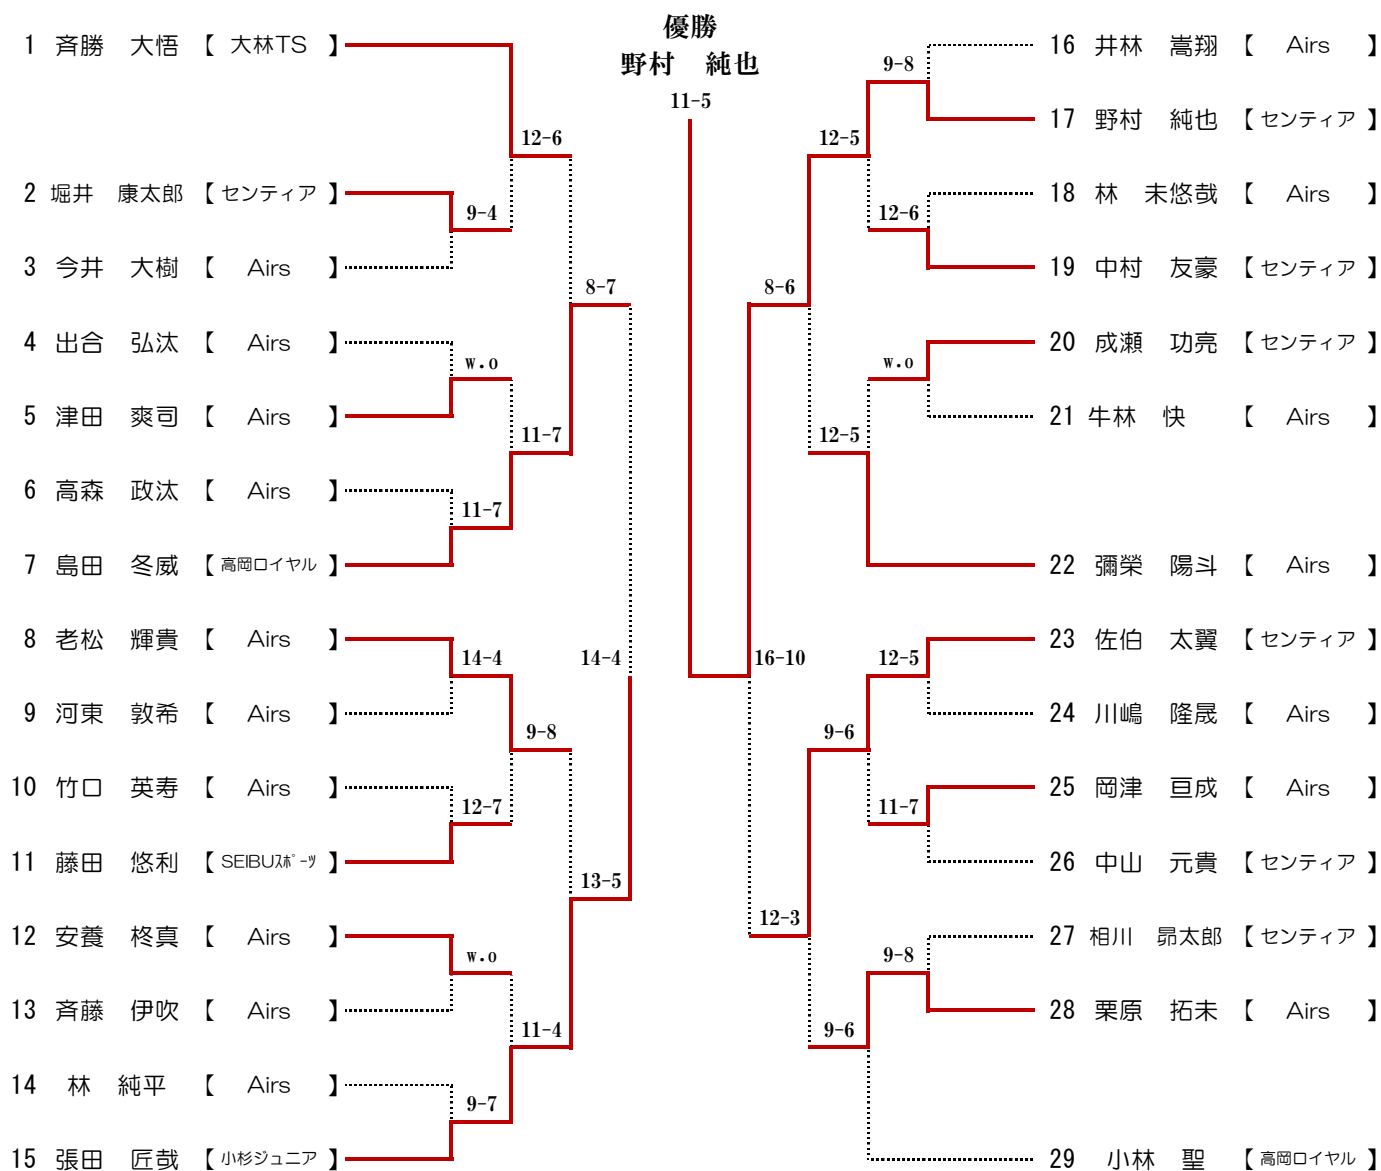 優勝
野村　純也
11-5
1 斉勝　大悟 【 大林TS 】
12-6
2 堀井　康太郎 【 センティア 】
9-4
3 今井　大樹 【 Airs 】
8-7
4 出合　弘汰 【 Airs 】
w.o
5 津田　爽司 【 Airs 】
11-7
6 高森　政汰 【 Airs 】
11-7
7 島田　冬威 【 高岡ロイヤル 】
8 老松　輝貴 【 Airs 】
14-4
14-4
9 河東　敦希 【 Airs 】
9-8
10 竹口　英寿 【 Airs 】
12-7
11 藤田　悠利 【 SEIBUｽﾎﾟｰﾂ 】
13-5
12 安養　柊真 【 Airs 】
w.o
13 斉藤　伊吹 【 Airs 】
11-4
14 林　純平 【 Airs 】
9-7
15 張田　匠哉 【 小杉ジュニア 】
16 井林　嵩翔 【 Airs 】
9-8
17 野村　純也 【 センティア 】
12-5
18 林　未悠哉 【 Airs 】
12-6
19 中村　友豪 【 センティア 】
8-6
20 成瀬　功亮 【 センティア 】
w.o
21 牛林　快 【 Airs 】
12-5
22 彌榮　陽斗 【 Airs 】
23 佐伯　太翼 【 センティア 】
16-10
12-5
24 川嶋　隆晟 【 Airs 】
9-6
25 岡津　亘成 【 Airs 】
11-7
26 中山　元貴 【 センティア 】
12-3
27 相川　昴太郎 【 センティア 】
9-8
28 栗原　拓未 【 Airs 】
9-6
29 小林　聖 【 高岡ロイヤル 】